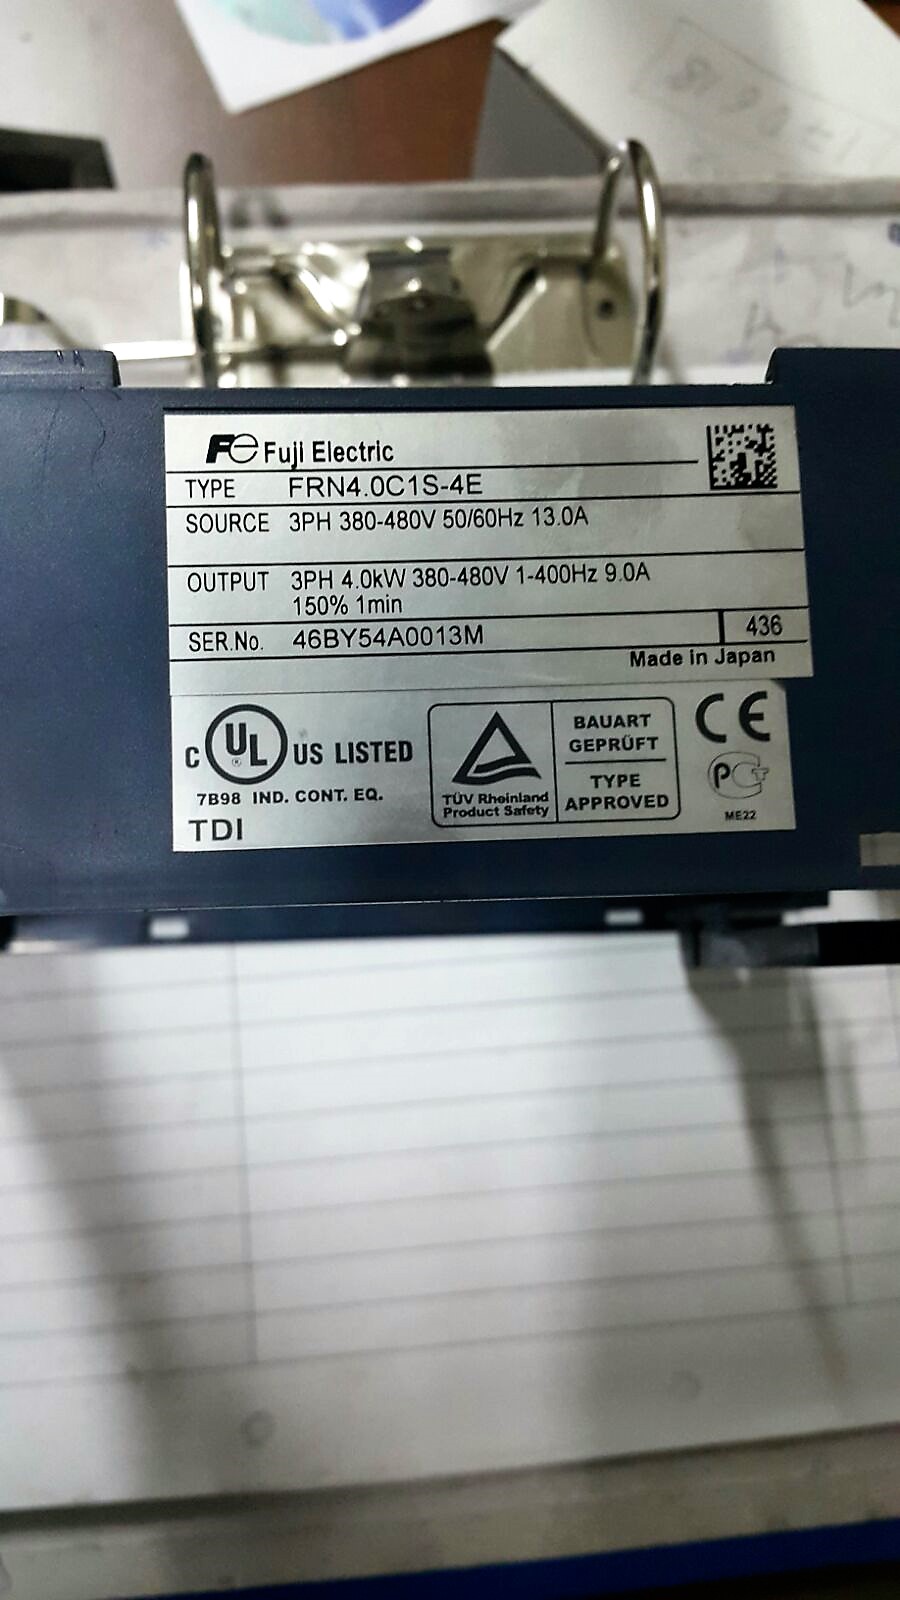 Fe Fuji Electric
TYPE FRN4.0C1S-4E
SOURCE 3PH 380-480V 50/60Hz 13.0A
OUTPUT 3PH 4.0kW 380-480V 1-400Hz 9.0A
150% 1min
SER.No. 46BY54A0013M 436
Made in Japan
C UL ® US LISTED
7B98 IND. CONT. EQ.
TDI
TÜV Rheinland
Product Safety
BAUART
GEPRÜFT
TYPE
APPROVED
CE
PCT
ME22